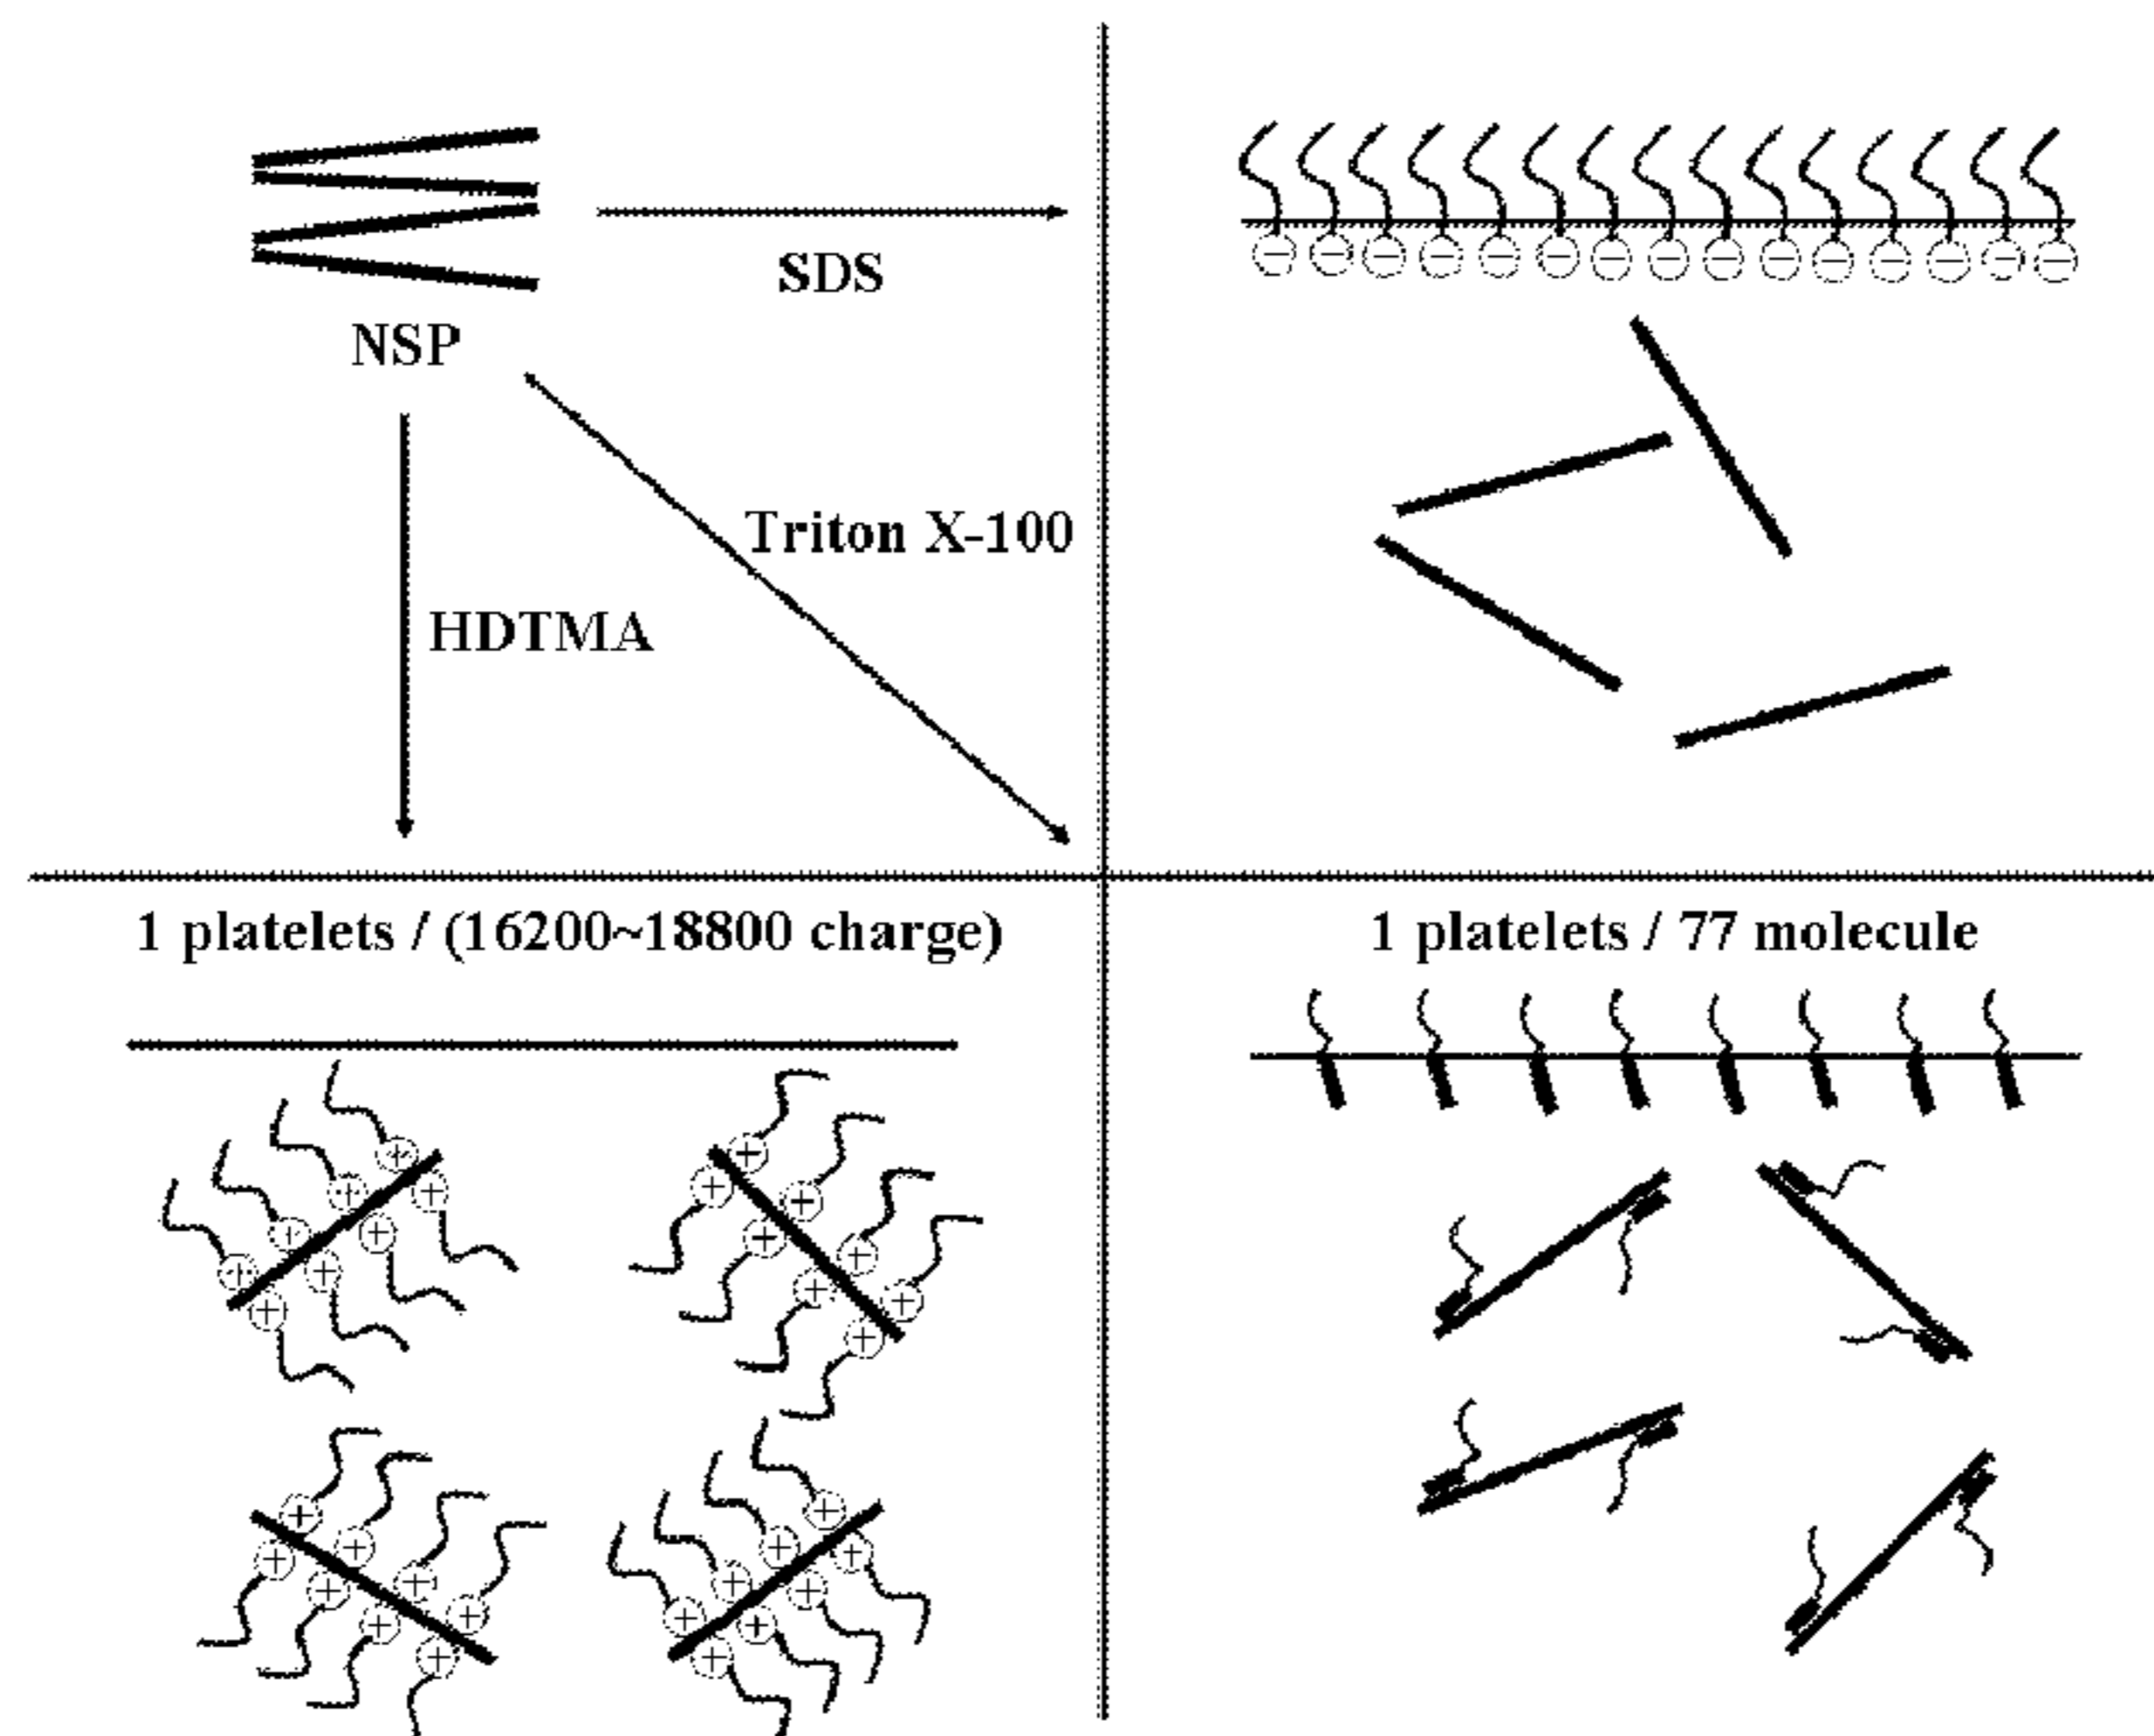 SDS
NSP
Triton X-100
HDTMA
1 platelets / (16200~18800 charge)
1 platelets / 77 molecule